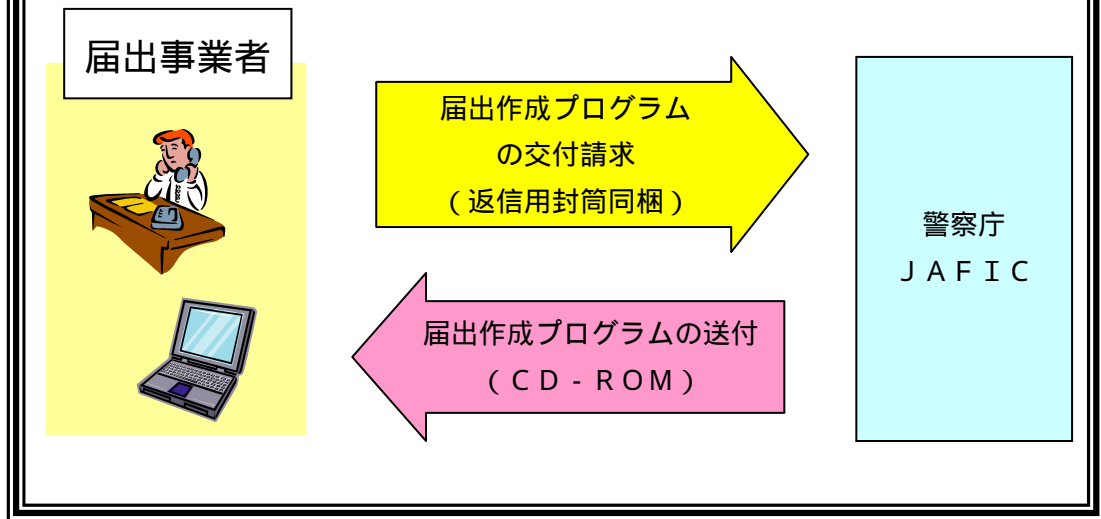 届出事業者
届出作成プログラム
の交付請求
(返信用封筒同梱)
警察庁
JAFIC
届出作成プログラムの送付
(CD-ROM)